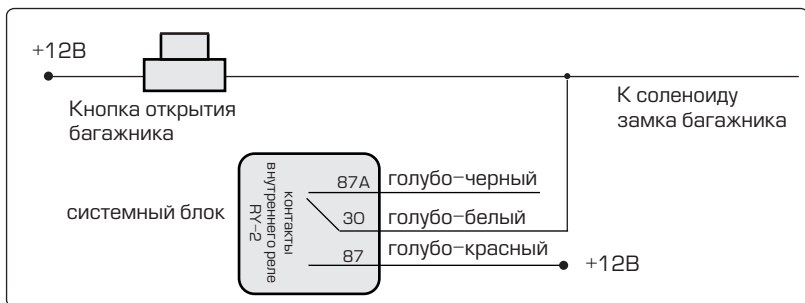 +12В
Кнопка открытия
багажника
К соленоиду
замка багажника
системный блок
контакты
внутреннего реле
RY-2
87А голубо-черный
30 голубо-белый
87 голубо-красный
+12В